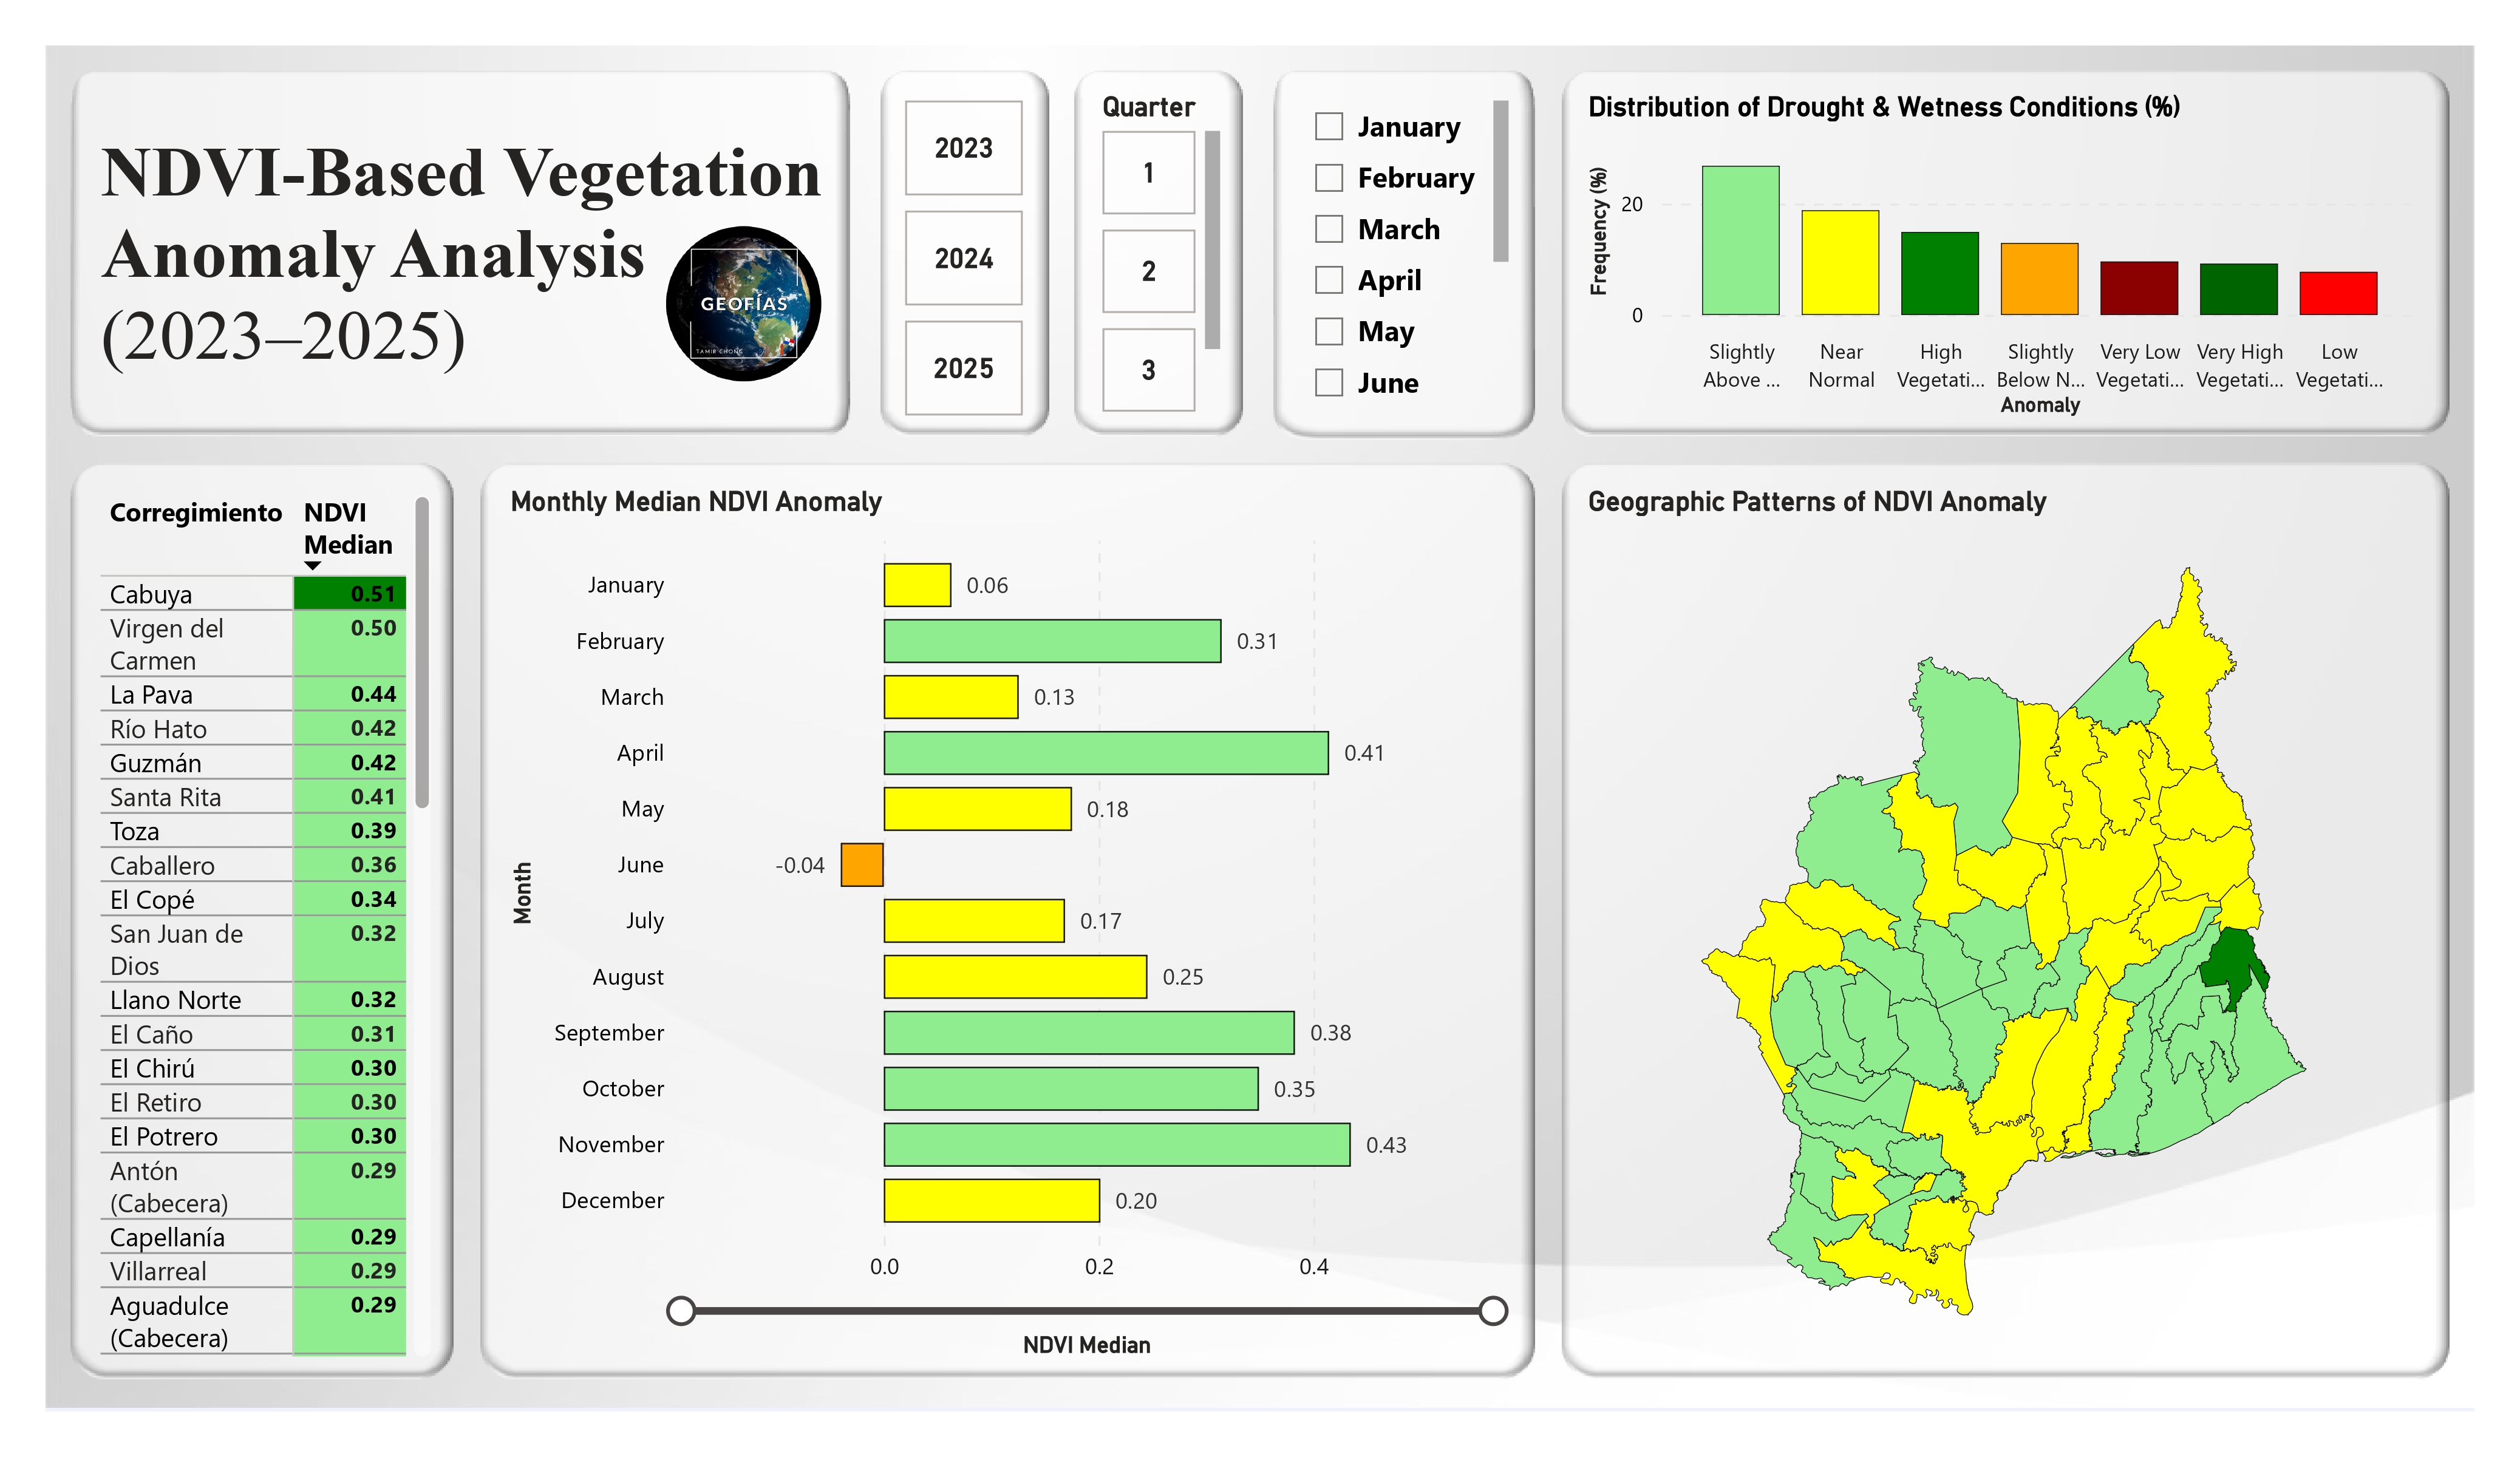 NDVI-Based Vegetation
Anomaly Analysis
(2023–2025)
GEOFÍAS
TAMIR CHONG
2023
2024
2025
Quarter
1
2
3
January
February
March
April
May
June
Distribution of Drought & Wetness Conditions (%)
Frequency (%)
20
0
Slightly Above ...
Near Normal
High Vegetati...
Slightly Below N...
Very Low Vegetati...
Very High Vegetati...
Low Vegetati...
Anomaly
Corregimiento NDVI Median
Cabuya 0.51
Virgen del Carmen 0.50
La Pava 0.44
Río Hato 0.42
Guzmán 0.42
Santa Rita 0.41
Toza 0.39
Caballero 0.36
El Copé 0.34
San Juan de Dios 0.32
Llano Norte 0.32
El Caño 0.31
El Chirú 0.30
El Retiro 0.30
El Potrero 0.30
Antón (Cabecera) 0.29
Capellanía 0.29
Villarreal 0.29
Aguadulce (Cabecera) 0.29
Monthly Median NDVI Anomaly
Month
January 0.06
February 0.31
March 0.13
April 0.41
May 0.18
June -0.04
July 0.17
August 0.25
September 0.38
October 0.35
November 0.43
December 0.20
0.0 0.2 0.4
NDVI Median
Geographic Patterns of NDVI Anomaly